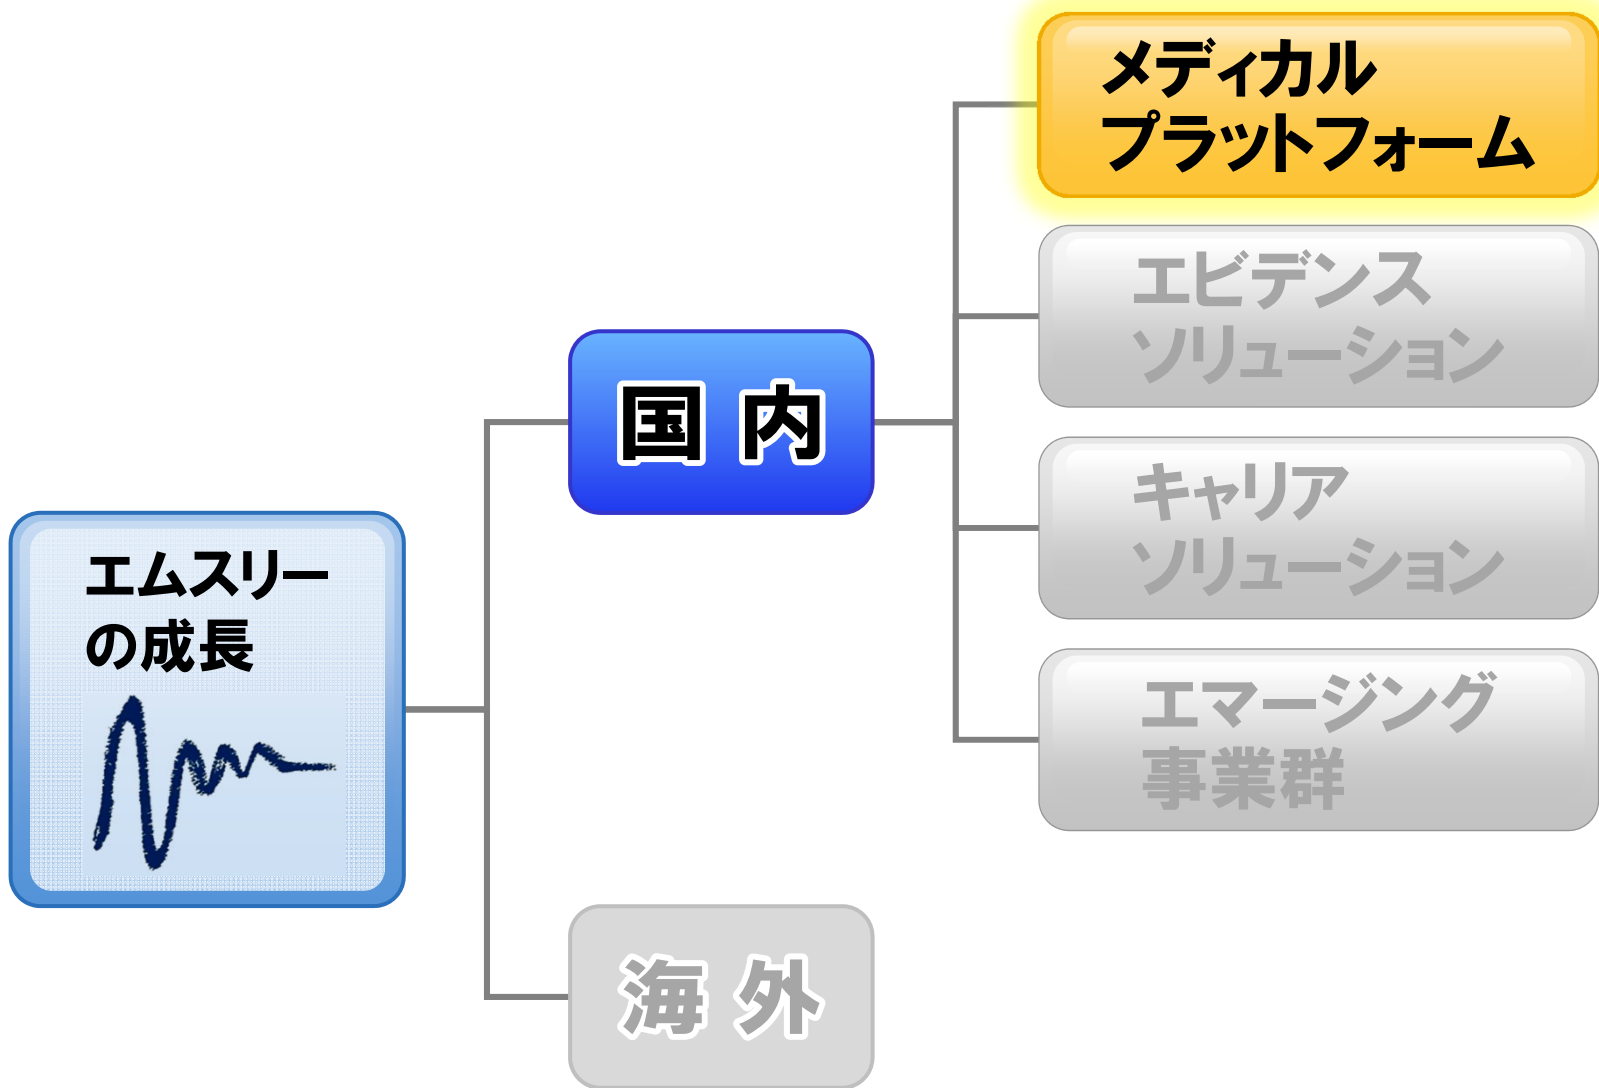 メディカル
プラットフォーム
エビデンス
ソリューション
国内
キャリア
ソリューション
エムスリー
の成長
エマージング
事業群
海外